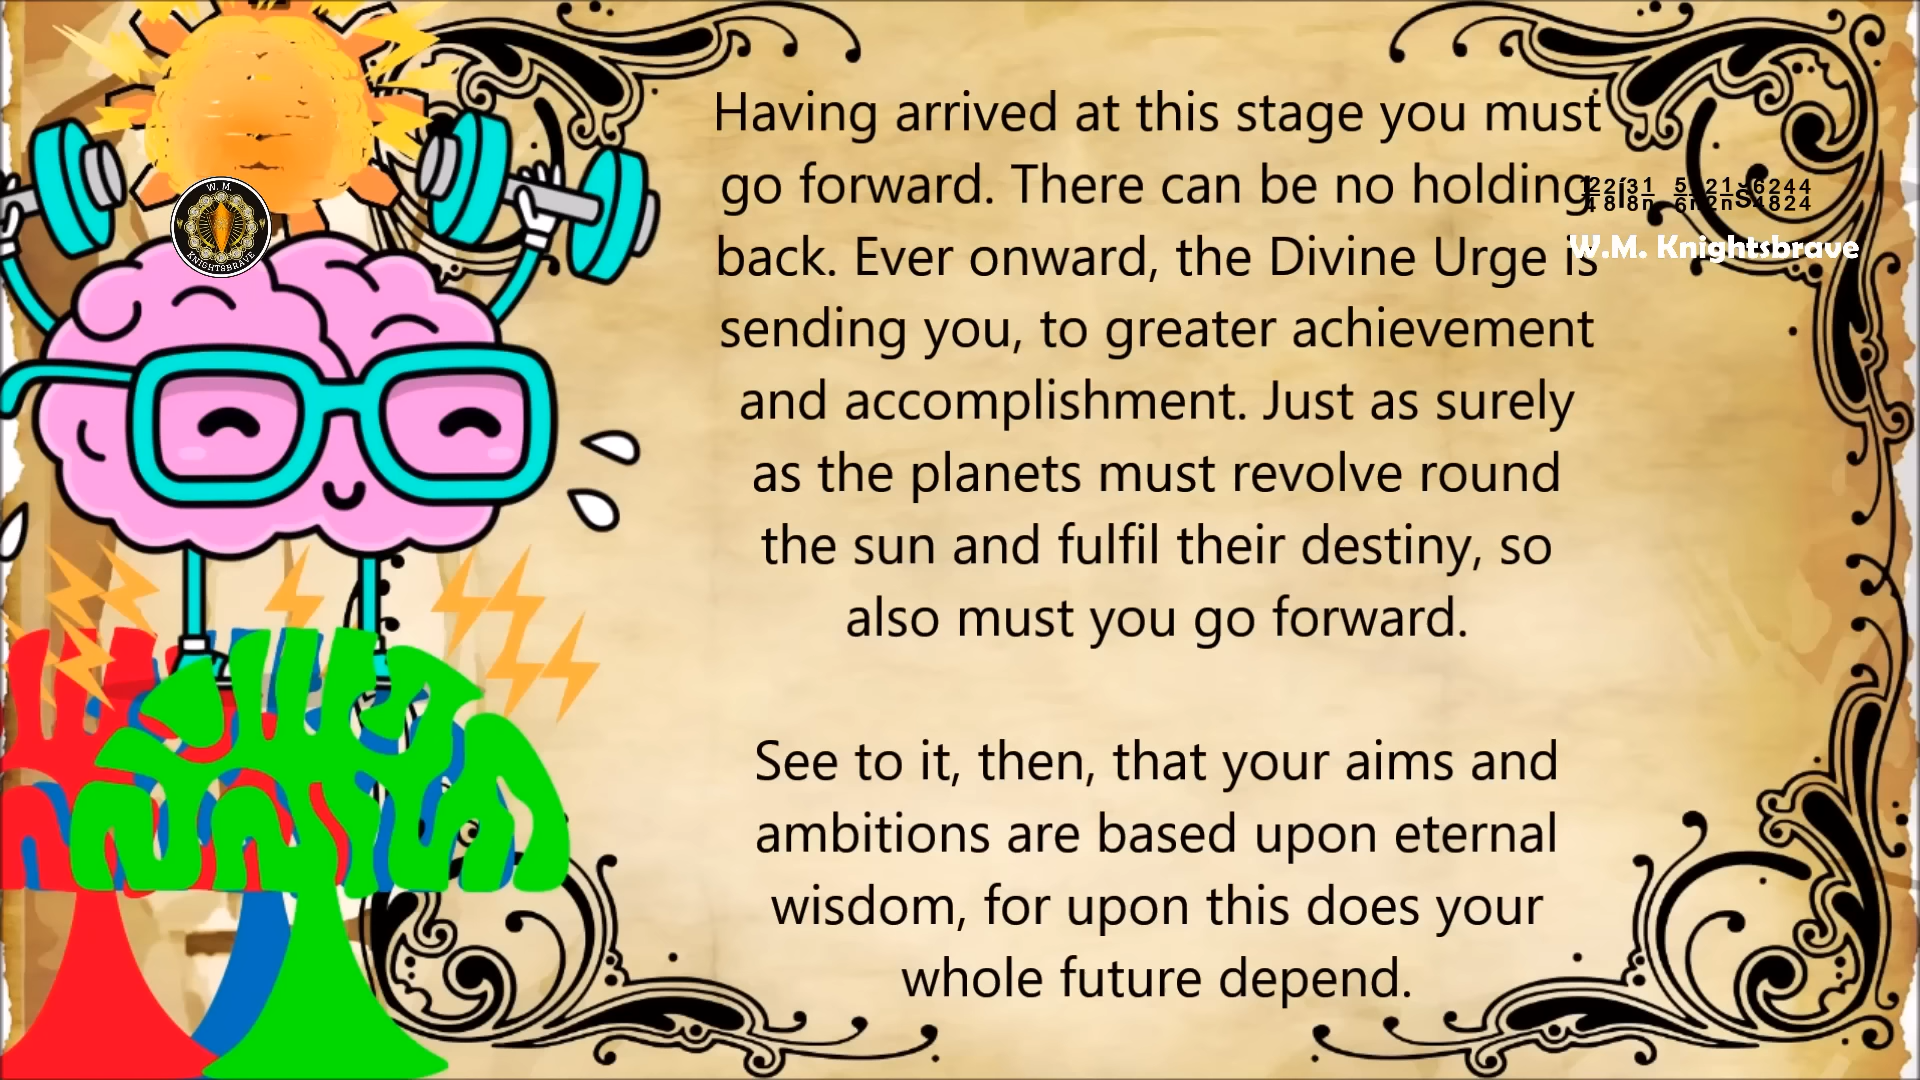 Having arrived at this stage you must
go forward. There can be no holding
back. Ever onward, the Divine Urge is
sending you, to greater achievement
and accomplishment. Just as surely
as the planets must revolve round
the sun and fulfil their destiny, so
also must you go forward.
See to it, then, that your aims and
ambitions are based upon eternal
wisdom, for upon this does your
whole future depend.
W.M. Knightsbrave
W. M.
KNIGHTSBRAVE